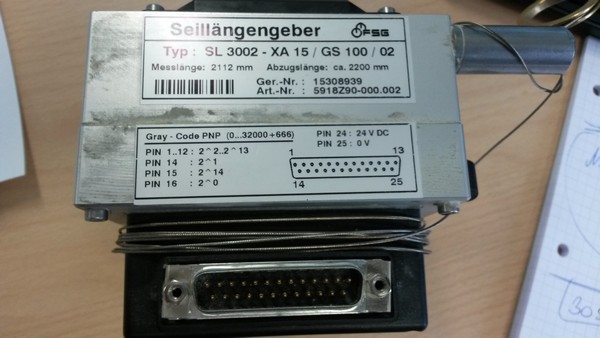 Seillängengeber FSG
Typ : SL 3002 - XA 15 / GS 100 / 02
Messlänge: 2112 mm Abzugslänge: ca. 2200 mm
Ger.-Nr. : 15308939
Art.-Nr. : 5918Z90-000.002
Gray - Code PNP (0...32000+666)
PIN 24 : 24 V DC
PIN 25 : 0 V
PIN 1..12 : 2^2..2^13
PIN 14 : 2^1
PIN 15 : 2^14
PIN 16 : 2^0
1 13
14 25